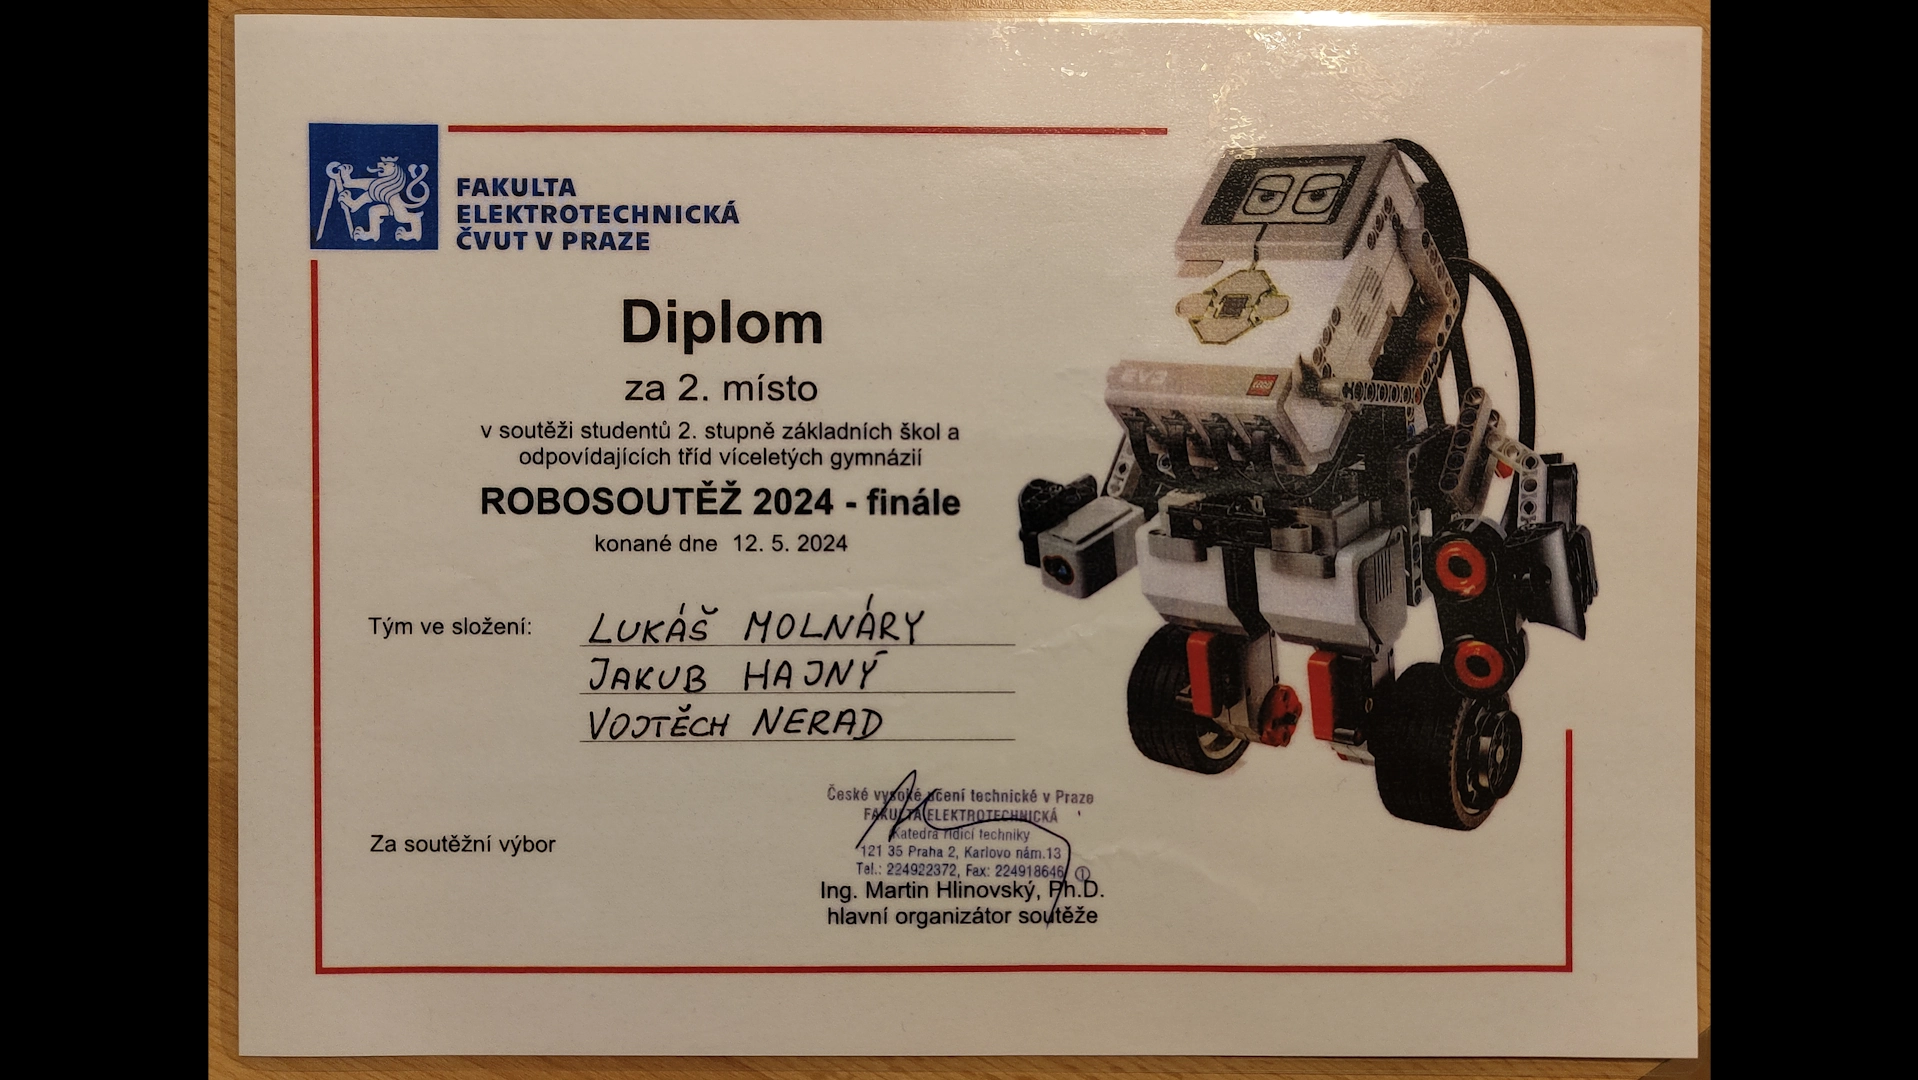 FAKULTA
ELEKTROTECHNICKÁ
ČVUT V PRAZE
Diplom
za 2. místo
v soutěži studentů 2. stupně základních škol a
odpovídajících tříd víceletých gymnázií
ROBOSOUTĚŽ 2024 - finále
konané dne 12. 5. 2024
Tým ve složení: LUKÁŠ MOLNÁRY
JAKUB HAJNÝ
VOJTĚCH NERAD
České vysoké učení technické v Praze
FAKULTA ELEKTROTECHNICKÁ
Katedra řídicí techniky
121 35 Praha 2, Karlovo nám.13
Tel.: 224922372, Fax: 224918646 1
Za soutěžní výbor
Ing. Martin Hlinovský, Ph.D.
hlavní organizátor soutěže
EV3
LEGO